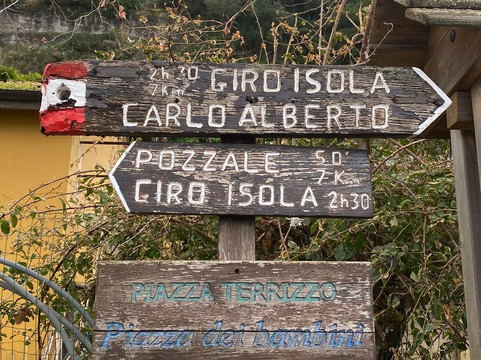 2h30 GIRO ISOLA
7Km
CARLO ALBERTO
POZZALE 50'
GIRO ISOLA 7Km
2h30
PIAZZA TERRIZZO
Piazza dei bambini